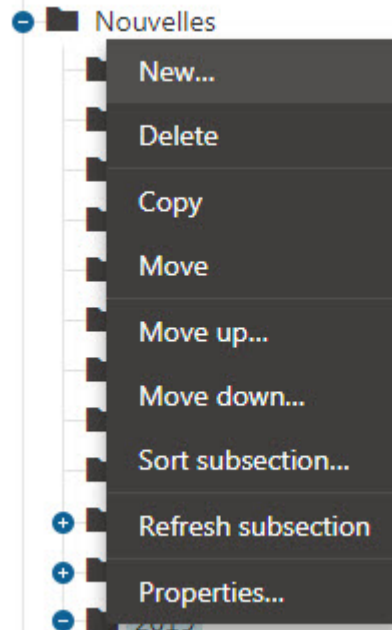 Nouvelles
New...
Delete
Copy
Move
Move up...
Move down...
Sort subsection...
Refresh subsection
Properties...